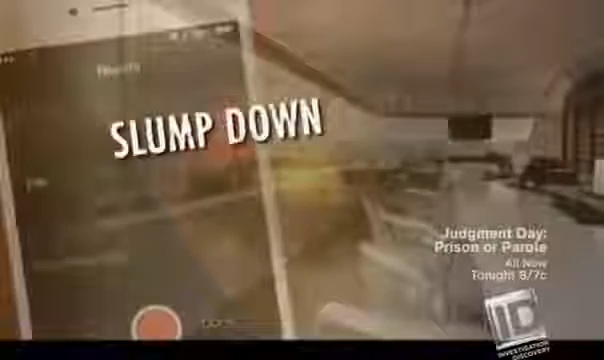 SLUMP DOWN
Judgment Day:
Prison or Parole
All New
Tonight 8/7c
ID
INVESTIGATION
DISCOVERY